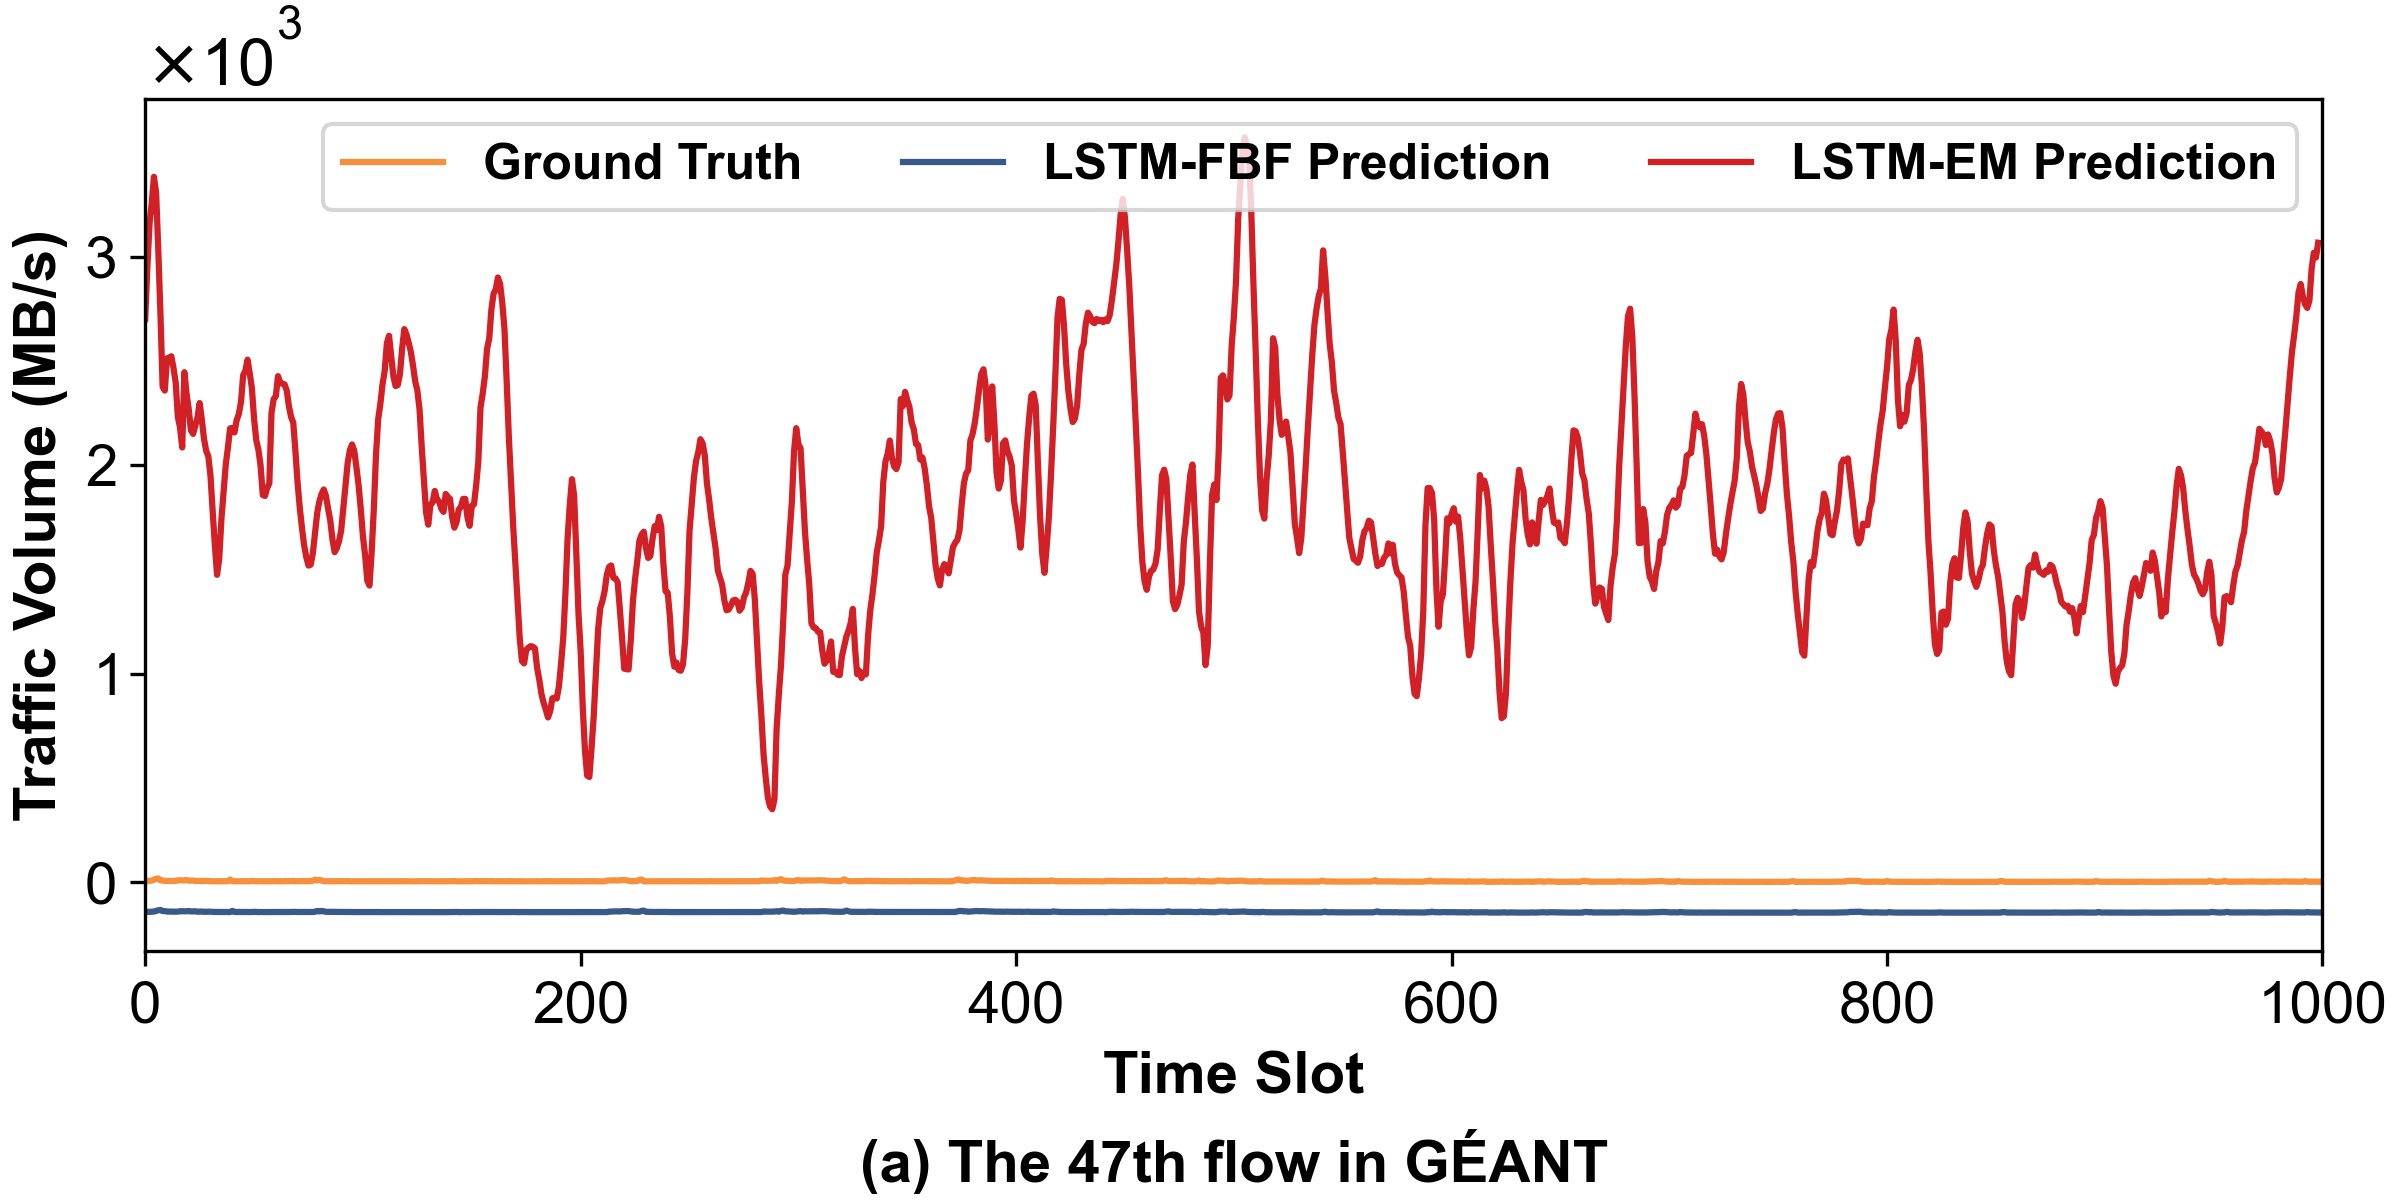 ×10³
Ground Truth LSTM-FBF Prediction LSTM-EM Prediction
Traffic Volume (MB/s)
3
2
1
0
0 200 400 600 800 1000
Time Slot
(a) The 47th flow in GÉANT